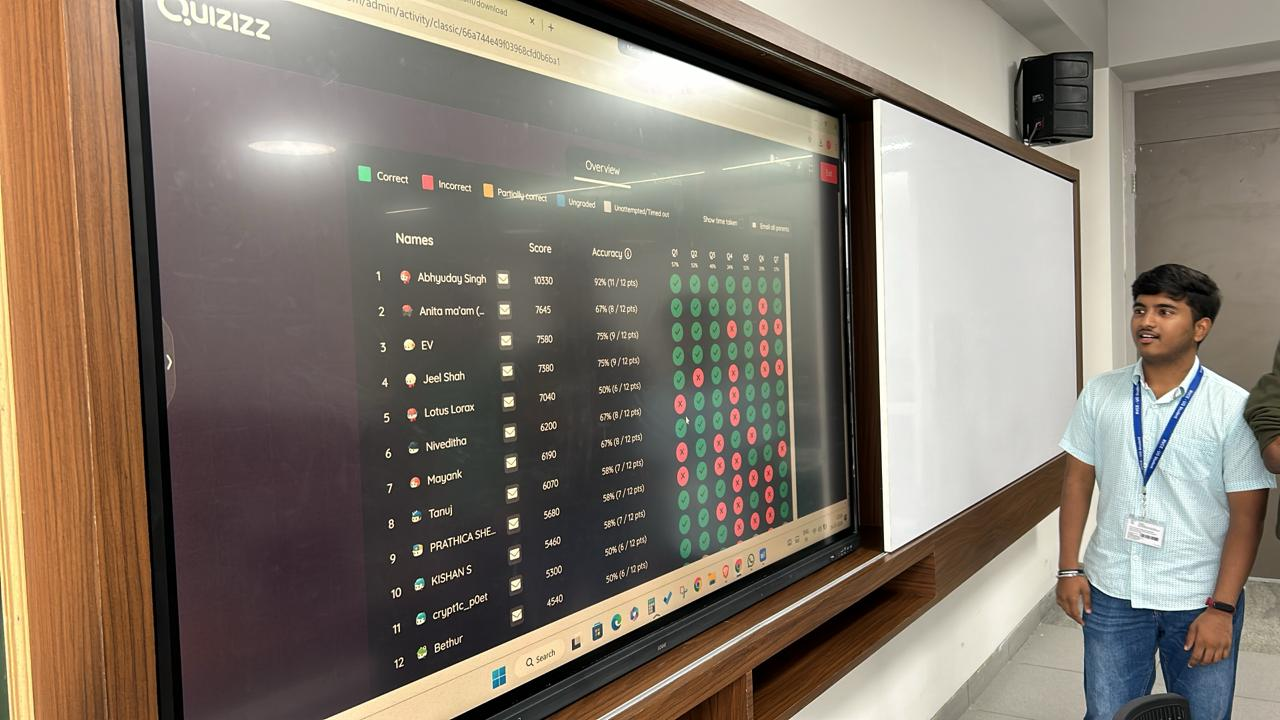 Quizizz
om/admin/activity/classic/66a744e49f03968cfd0b6ba1
Overview
Correct Incorrect Partially correct Ungraded Unattempted/Timed out
Show time taken Email all parents
Names Score Accuracy Q1 Q2 Q3 Q4 Q5 Q6 Q7
1 Abhyuday Singh 10330 92% (11 / 12 pts)
2 Anita ma'am (... 7645 67% (8 / 12 pts)
3 EV 7580 75% (9 / 12 pts)
4 Jeel Shah 7380 75% (9 / 12 pts)
5 Lotus Lorax 7040 50% (6 / 12 pts)
6 Niveditha 6200 67% (8 / 12 pts)
7 Mayank 6190 67% (8 / 12 pts)
8 Tanuj 6070 58% (7 / 12 pts)
9 PRATHICA SHE... 5680 58% (7 / 12 pts)
10 KISHAN S 5460 58% (7 / 12 pts)
11 crypt1c_p0et 5300 50% (6 / 12 pts)
12 Bethur 4540 50% (6 / 12 pts)
Search